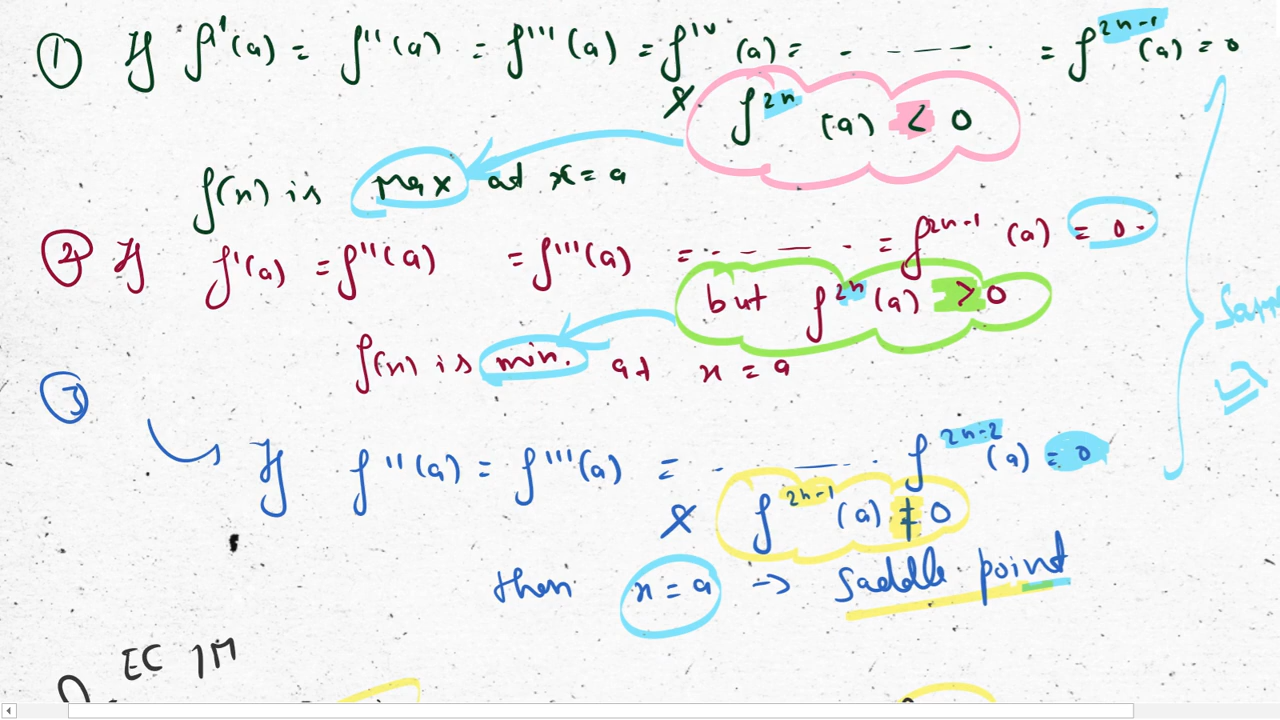 ① If f'(a) = f''(a) = f'''(a) = f^iv (a) = - - - - = f^2n-1 (a) = 0
& f^2n (a) < 0
f(x) is max at x = a
② If f'(a) = f''(a) = f'''(a) = - - - - = f^2n-1 (a) = 0.
but f^2n (a) > 0
f(x) is min. at x = a
③
If f''(a) = f'''(a) = - - - f^2n-2 (a) = 0
& f^2n-1 (a) ≠ 0
then x = a → Saddle point
EC 1M